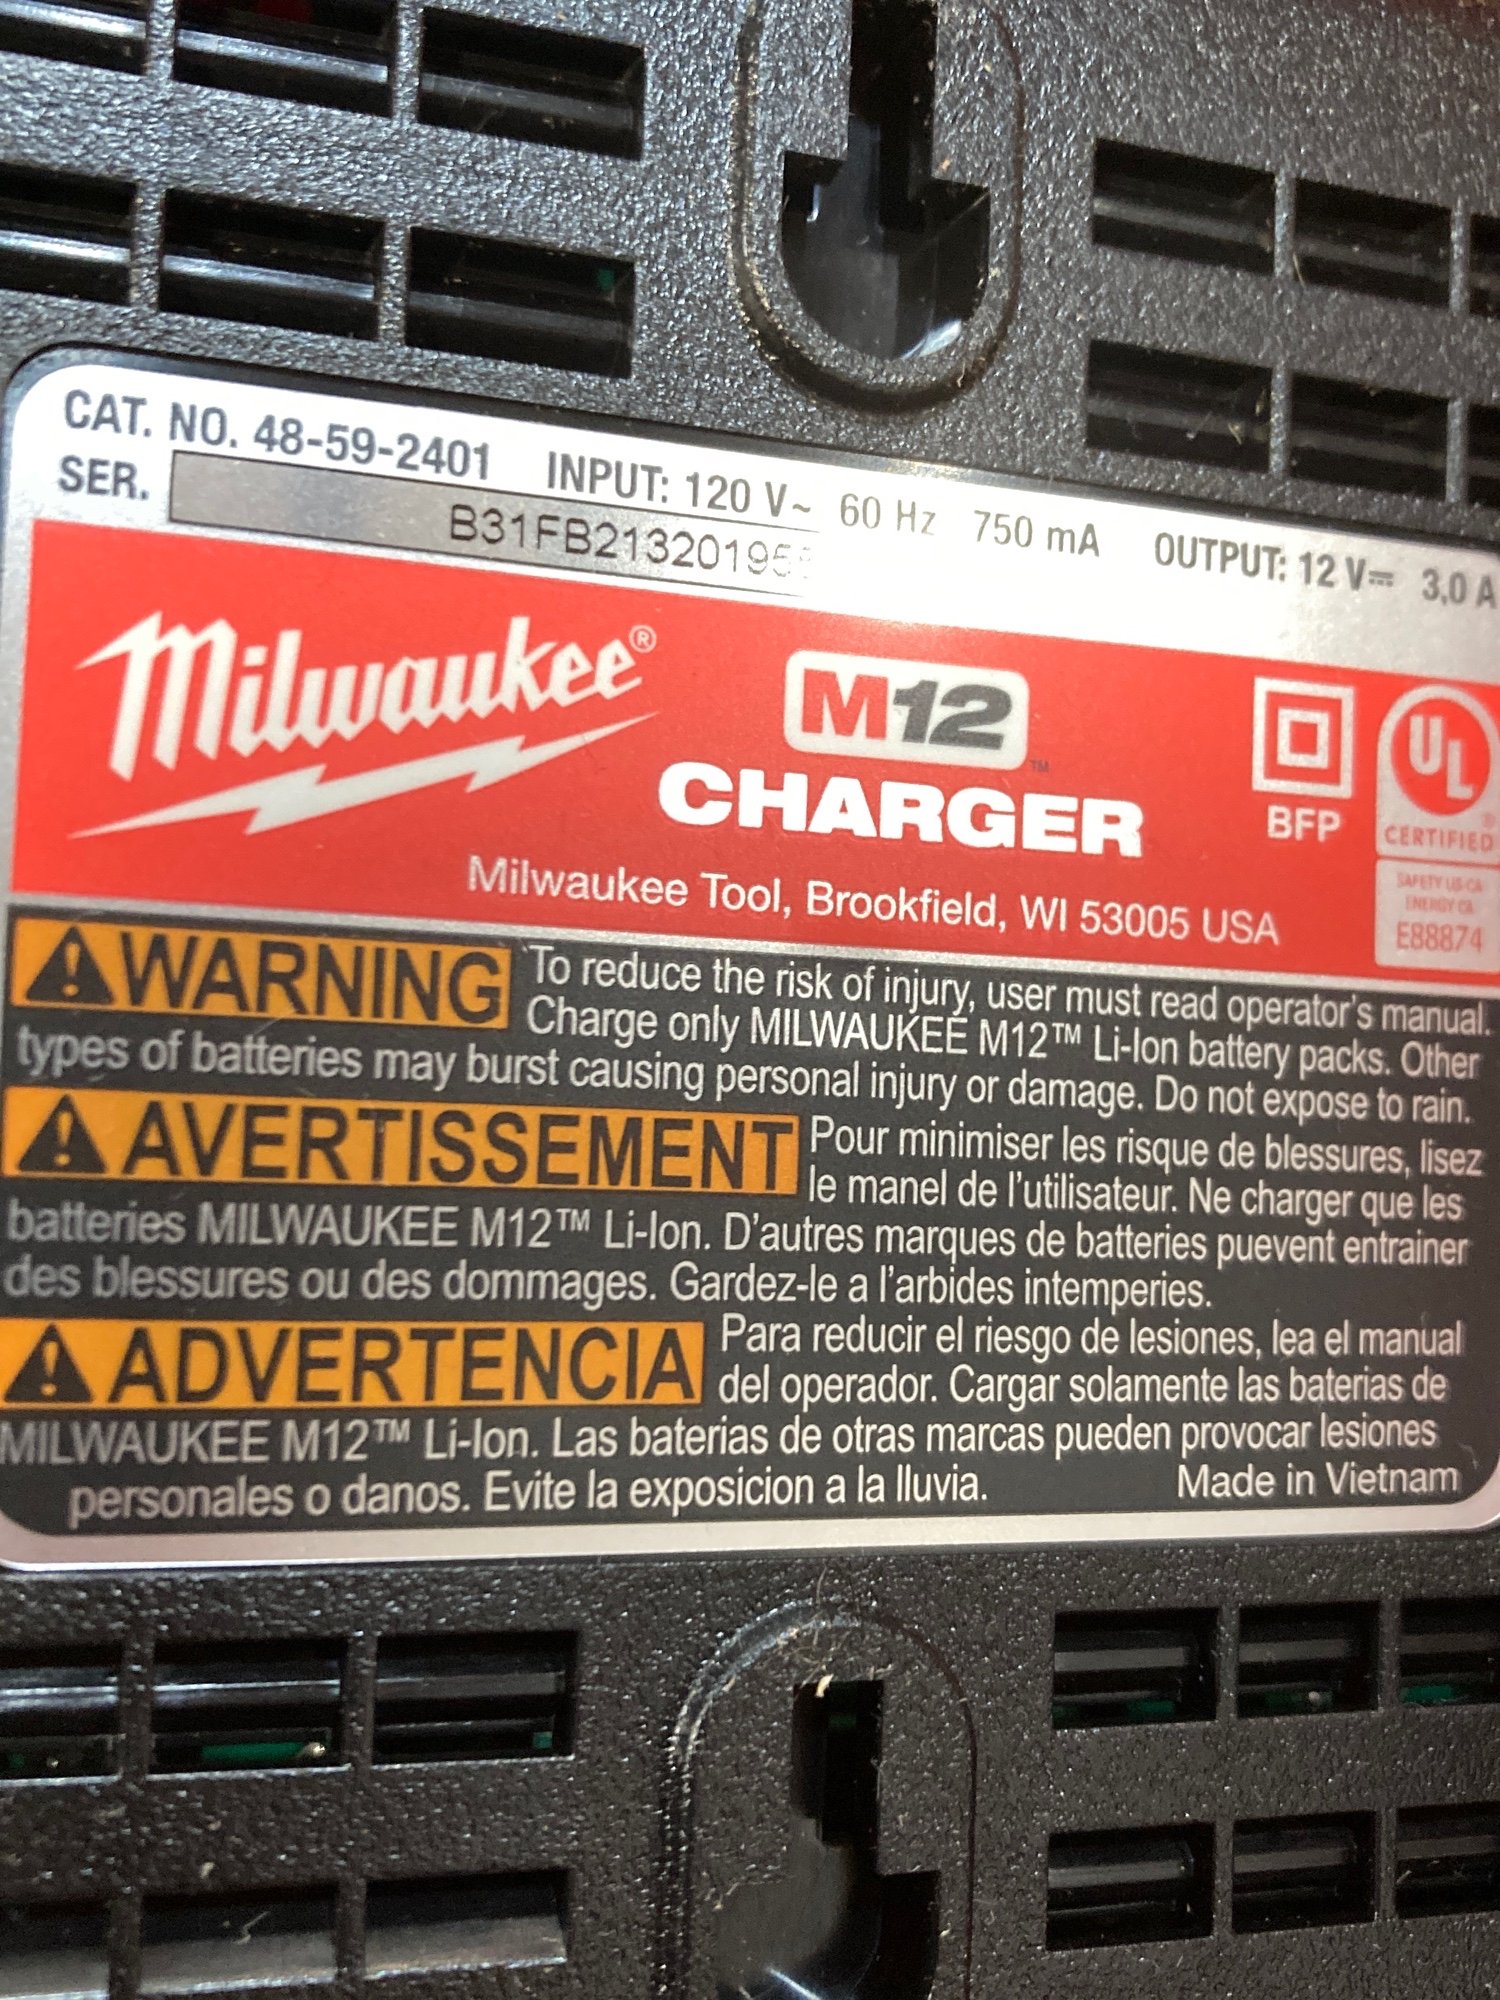 CAT. NO. 48-59-2401 INPUT: 120 V~ 60 Hz 750 mA OUTPUT: 12 V⎓ 3,0 A
SER.
Milwaukee®
M12™
CHARGER
Milwaukee Tool, Brookfield, WI 53005 USA
BFP
UL
CERTIFIED
SAFETY US-CA
ENERGY CA
E88874
WARNING To reduce the risk of injury, user must read operator's manual.
Charge only MILWAUKEE M12™ Li-Ion battery packs. Other
types of batteries may burst causing personal injury or damage. Do not expose to rain.
AVERTISSEMENT Pour minimiser les risque de blessures, lisez
le manel de l'utilisateur. Ne charger que les
batteries MILWAUKEE M12™ Li-Ion. D'autres marques de batteries puevent entrainer
des blessures ou des dommages. Gardez-le a l'arbides intemperies.
ADVERTENCIA Para reducir el riesgo de lesiones, lea el manual
del operador. Cargar solamente las baterias de
MILWAUKEE M12™ Li-Ion. Las baterias de otras marcas pueden provocar lesiones
personales o danos. Evite la exposicion a la lluvia. Made in Vietnam